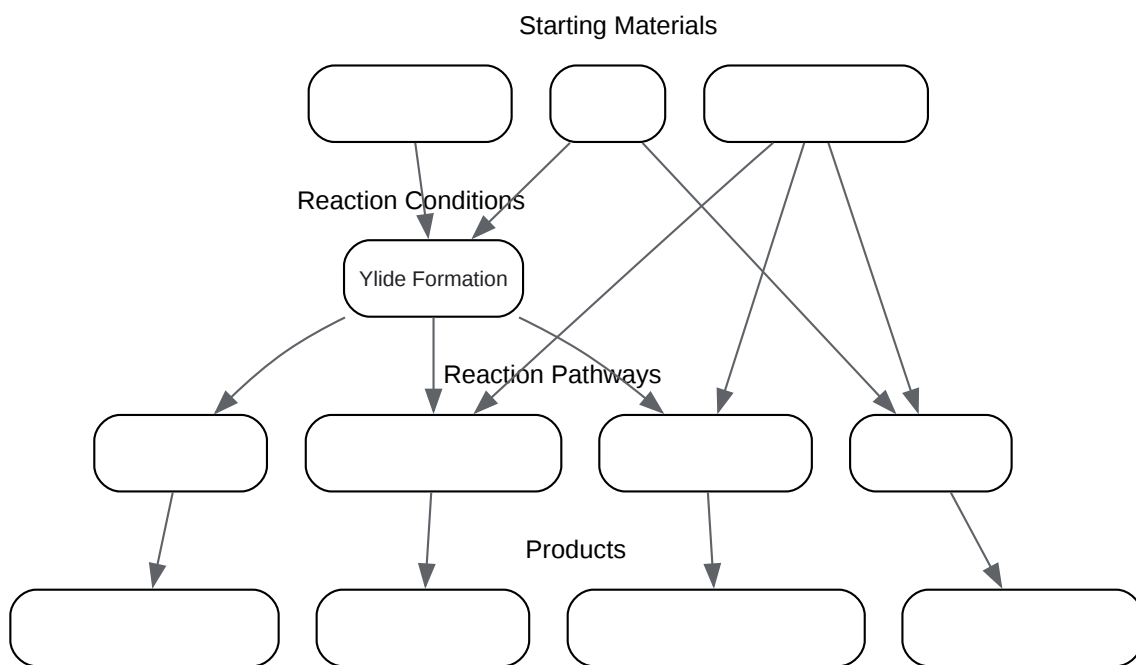 Starting Materials
Reaction Conditions
Ylide Formation
Reaction Pathways
Products